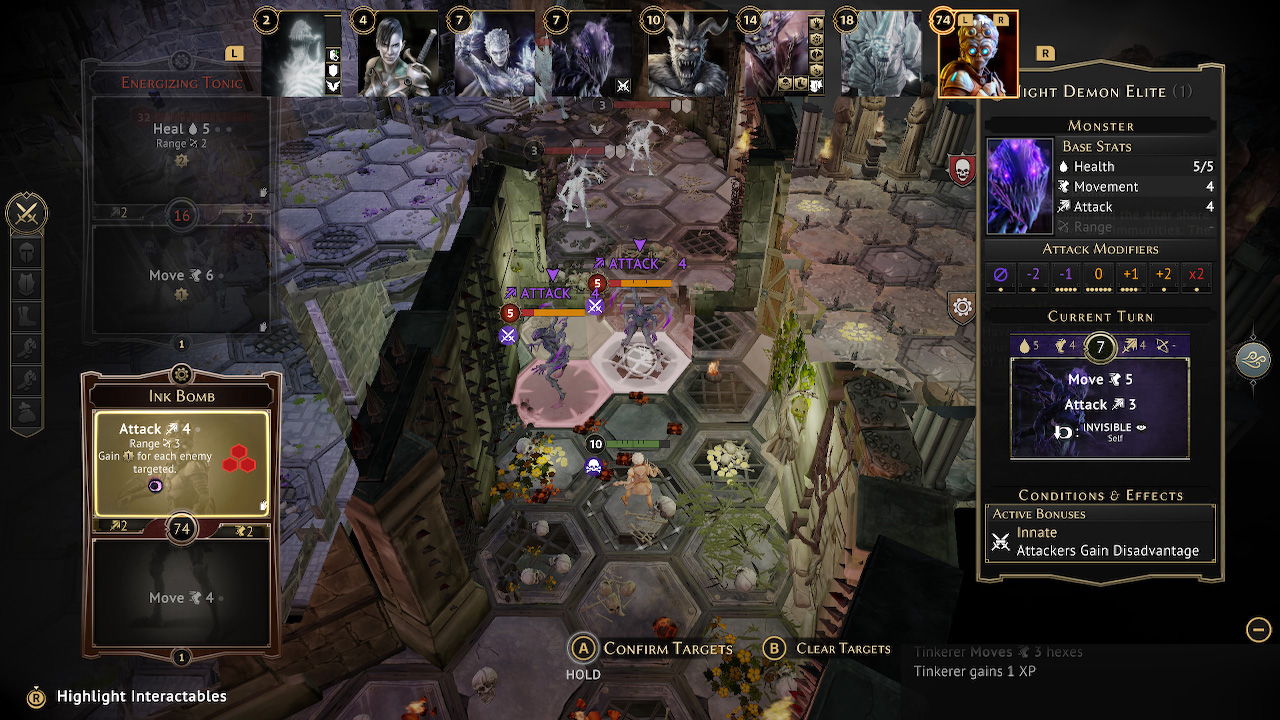 2
4
7
7
10
14
18
74
L
R
L
R
ENERGIZING TONIC
Heal 5
Range 2
2
2
16
2
Move 6
1
1
INK BOMB
Attack 4
Range 3
Gain 1 for each enemy
targeted.
2
74
2
Move 4
1
3
3
ATTACK 4
5
ATTACK 4
5
10
DEMON ELITE (1)
MONSTER
BASE STATS
Health 5/5
Movement 4
Attack 4
Range -
ATTACK MODIFIERS
-2 -1 0 +1 +2 x2
CURRENT TURN
5 4 7 4 -
Move 5
Attack 3
: INVISIBLE
Self
CONDITIONS & EFFECTS
ACTIVE BONUSES
Innate
Attackers Gain Disadvantage
A CONFIRM TARGETS
HOLD
B CLEAR TARGETS
Tinkerer Moves 3 hexes
Tinkerer gains 1 XP
R Highlight Interactables